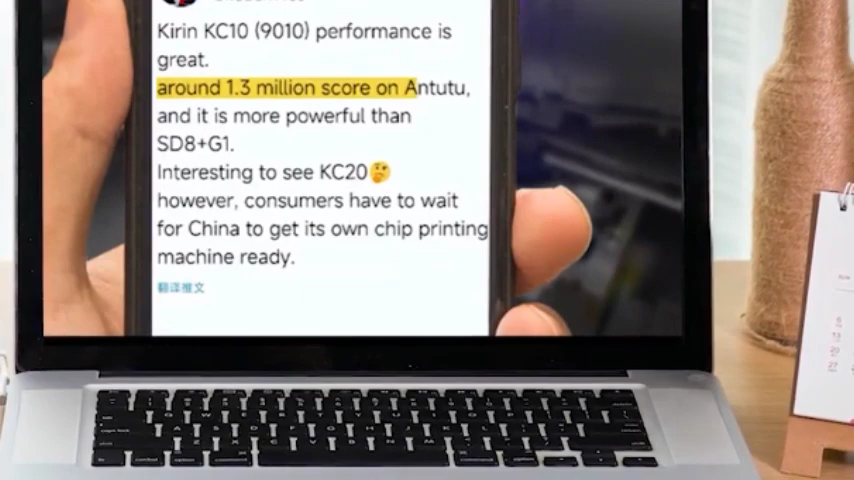 Kirin KC10 (9010) performance is
great.
around 1.3 million score on Antutu,
and it is more powerful than
SD8+G1.
Interesting to see KC20🤔
however, consumers have to wait
for China to get its own chip printing
machine ready.
翻译推文